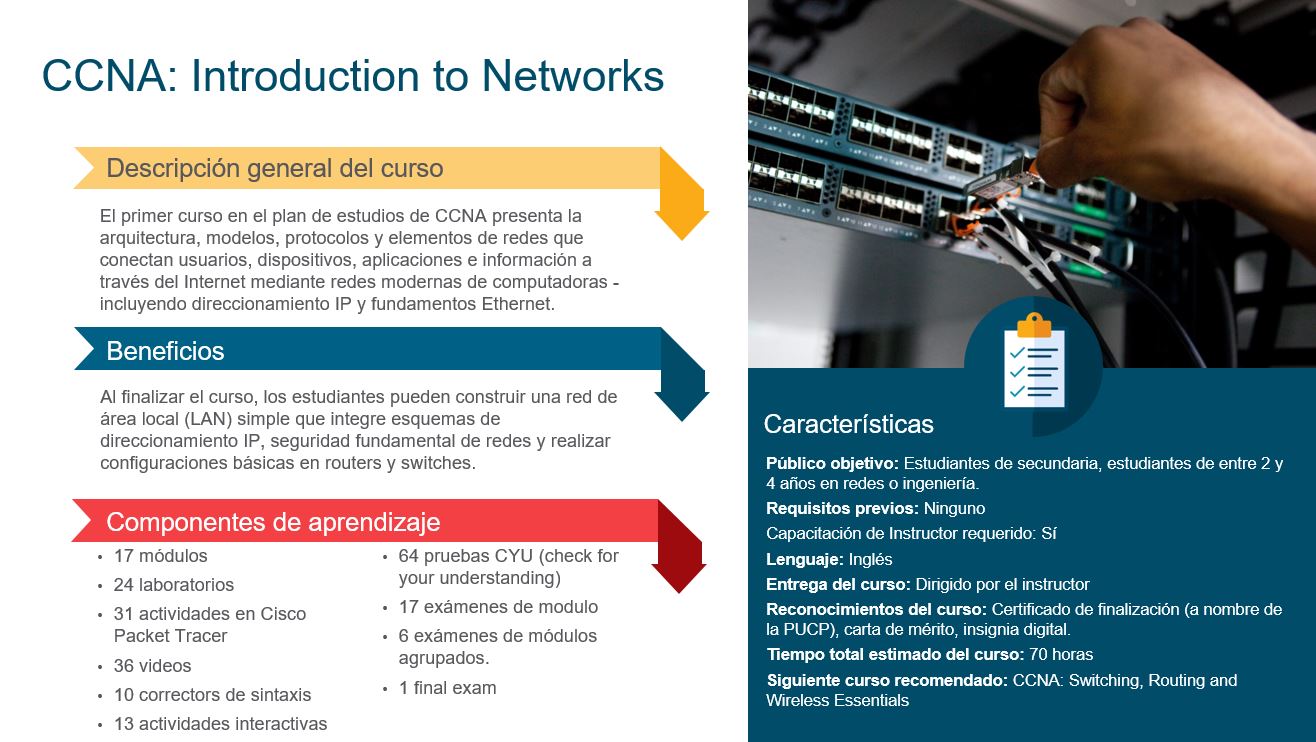 CCNA: Introduction to Networks
Descripción general del curso
El primer curso en el plan de estudios de CCNA presenta la
arquitectura, modelos, protocolos y elementos de redes que
conectan usuarios, dispositivos, aplicaciones e información a
través del Internet mediante redes modernas de computadoras -
incluyendo direccionamiento IP y fundamentos Ethernet.
Beneficios
Al finalizar el curso, los estudiantes pueden construir una red de
área local (LAN) simple que integre esquemas de
direccionamiento IP, seguridad fundamental de redes y realizar
configuraciones básicas en routers y switches.
Componentes de aprendizaje
• 17 módulos
• 24 laboratorios
• 31 actividades en Cisco
Packet Tracer
• 36 videos
• 10 correctors de sintaxis
• 13 actividades interactivas
• 64 pruebas CYU (check for
your understanding)
• 17 exámenes de modulo
• 6 exámenes de módulos
agrupados.
• 1 final exam
Características
Público objetivo: Estudiantes de secundaria, estudiantes de entre 2 y
4 años en redes o ingeniería.
Requisitos previos: Ninguno
Capacitación de Instructor requerido: Sí
Lenguaje: Inglés
Entrega del curso: Dirigido por el instructor
Reconocimientos del curso: Certificado de finalización (a nombre de
la PUCP), carta de mérito, insignia digital.
Tiempo total estimado del curso: 70 horas
Siguiente curso recomendado: CCNA: Switching, Routing and
Wireless Essentials